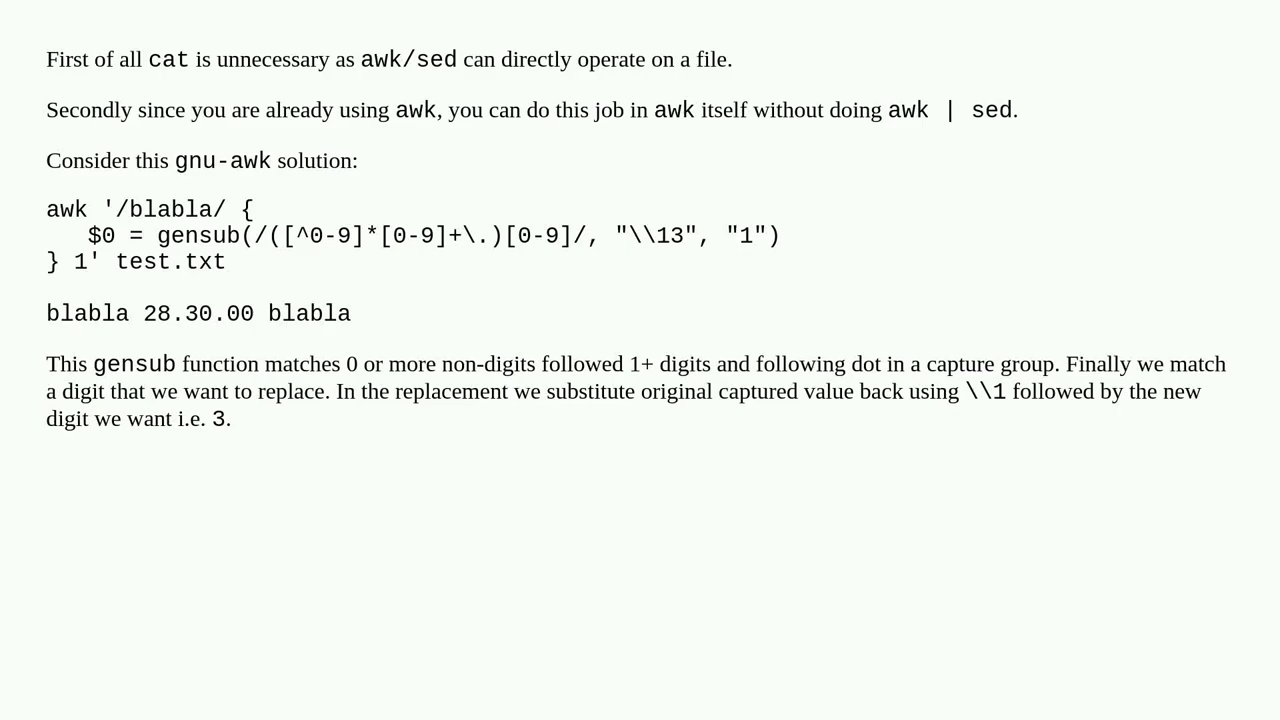 First of all cat is unnecessary as awk/sed can directly operate on a file.
Secondly since you are already using awk, you can do this job in awk itself without doing awk | sed.
Consider this gnu-awk solution:
awk '/blabla/ {
   $0 = gensub(/([^0-9]*[0-9]+\.)[0-9]/, "\\13", "1")
} 1' test.txt
blabla 28.30.00 blabla
This gensub function matches 0 or more non-digits followed 1+ digits and following dot in a capture group. Finally we match
a digit that we want to replace. In the replacement we substitute original captured value back using \\1 followed by the new
digit we want i.e. 3.